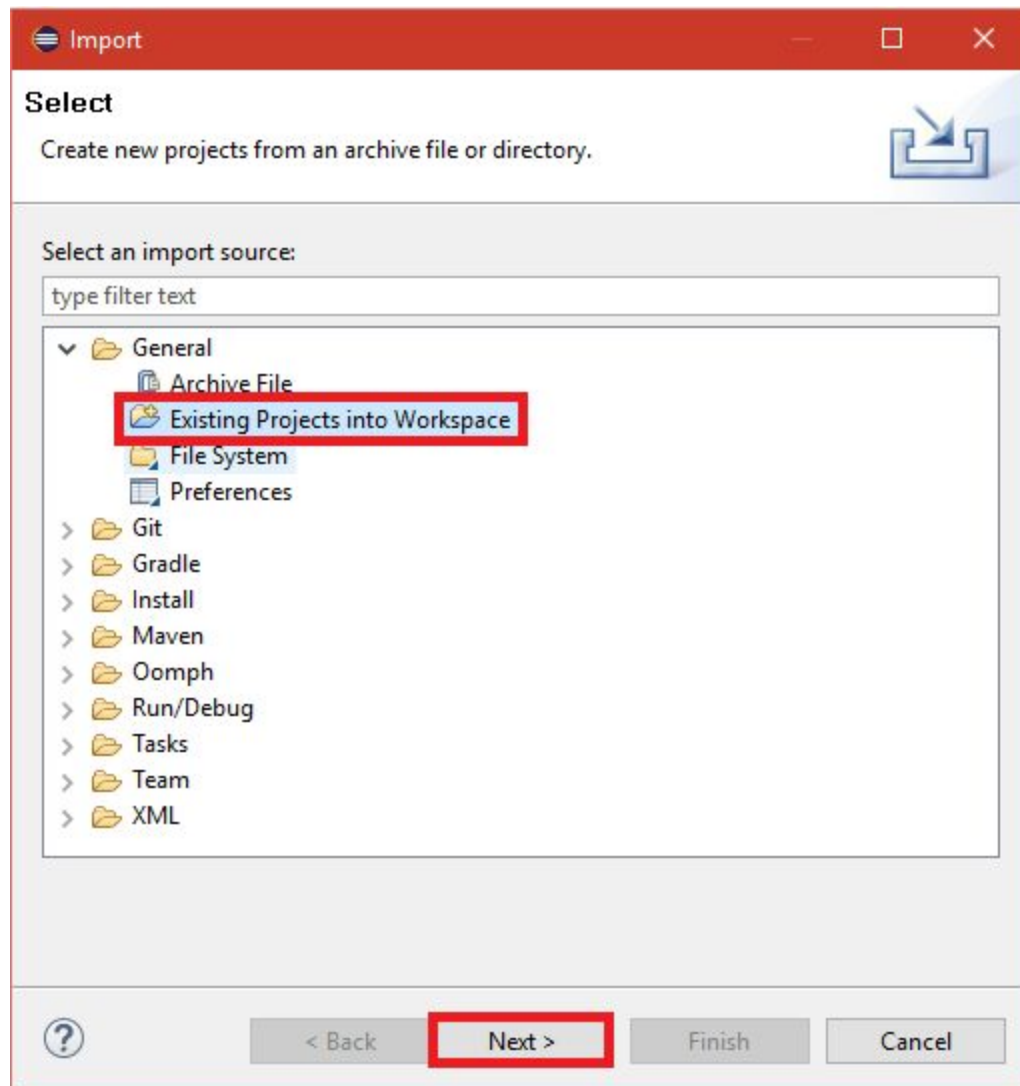 Import
Select
Create new projects from an archive file or directory.
Select an import source:
type filter text
General
Archive File
Existing Projects into Workspace
File System
Preferences
Git
Gradle
Install
Maven
Oomph
Run/Debug
Tasks
Team
XML
? < Back Next > Finish Cancel